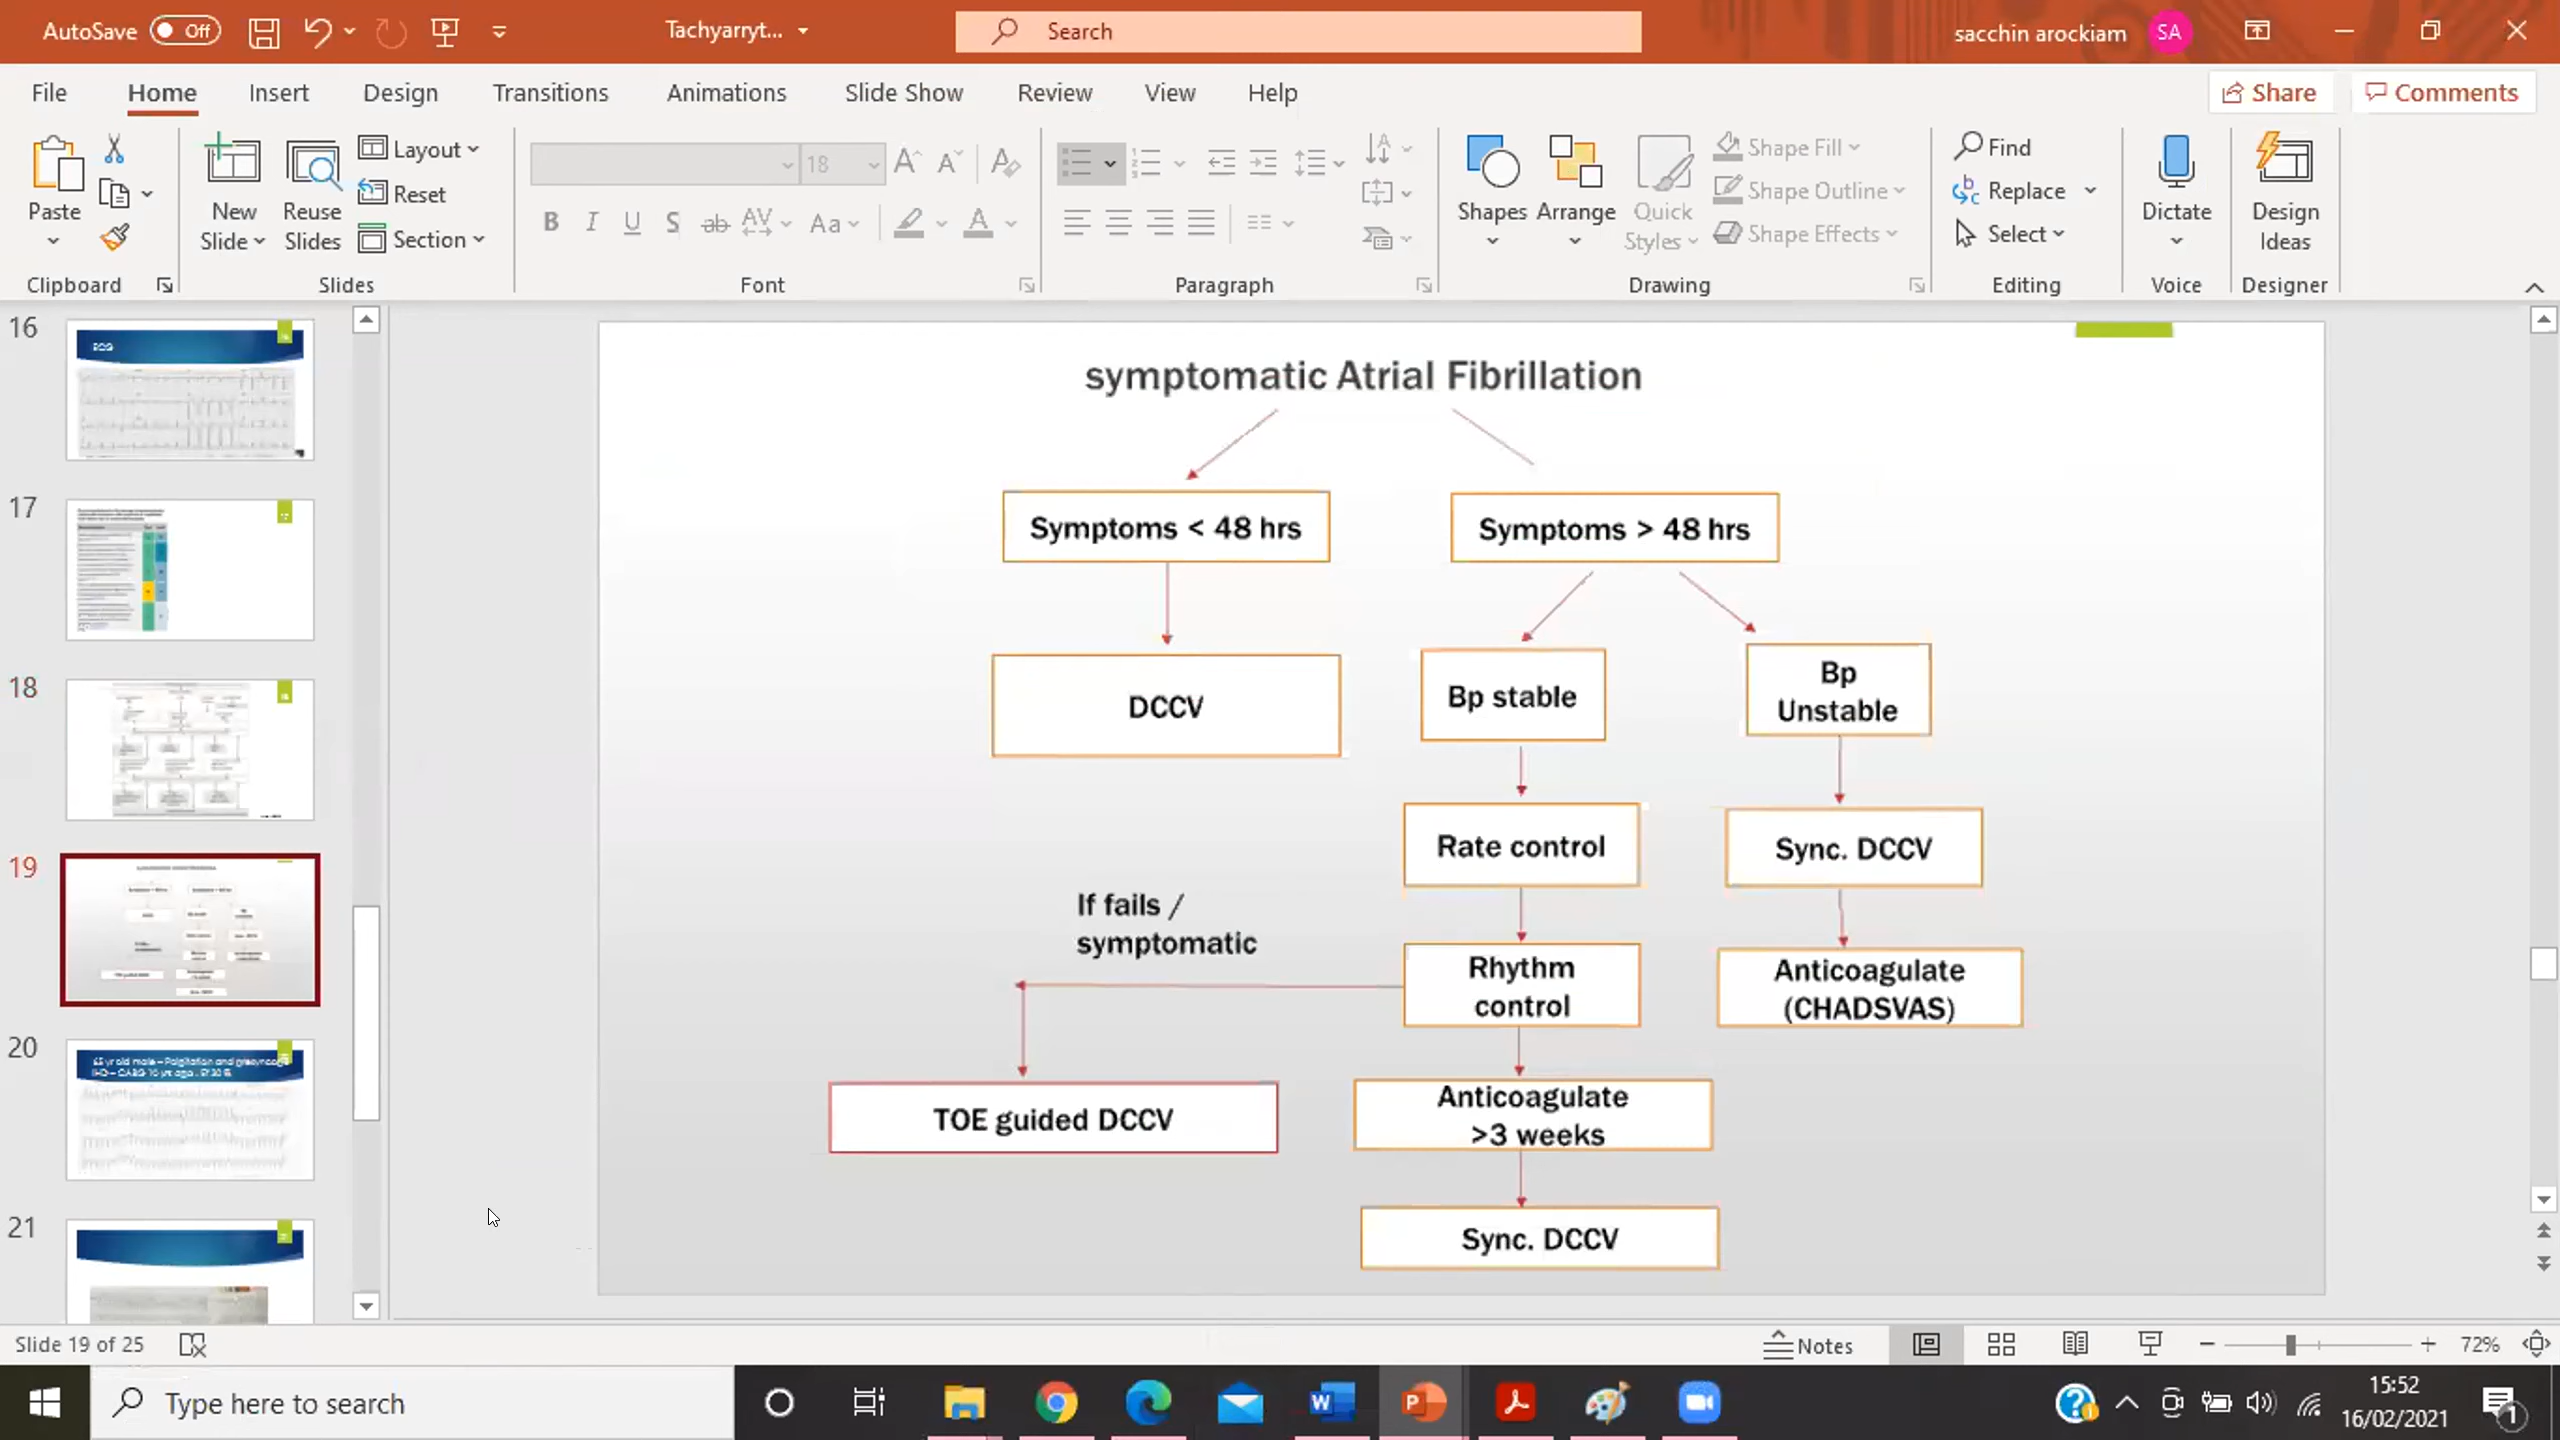 AutoSave Off
Tachyarryt...
Search
sacchin arockiam SA
File Home Insert Design Transitions Animations Slide Show Review View Help
Share Comments
Paste
New
Slide
Reuse
Slides
Layout
Reset
Section
18
Shape Fill
Shape Outline
Shape Effects
Shapes Arrange Quick
Styles
Find
Replace
Select
Dictate
Design
Ideas
Clipboard Slides Font Paragraph Drawing Editing Voice Designer
16
ECG
17
18
19
20
21
symptomatic Atrial Fibrillation
Symptoms < 48 hrs
Symptoms > 48 hrs
DCCV
Bp stable
Bp
Unstable
Rate control
Sync. DCCV
If fails /
symptomatic
Rhythm
control
Anticoagulate
(CHADSVAS)
TOE guided DCCV
Anticoagulate
>3 weeks
Sync. DCCV
Slide 19 of 25
Notes
72%
Type here to search
15:52
16/02/2021
1